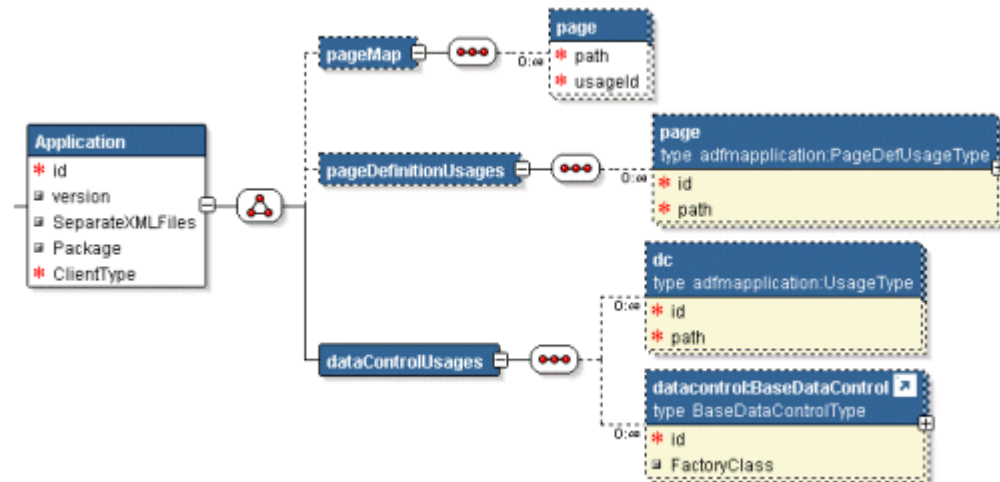 Application
* id
version
SeparateXMLFiles
Package
* ClientType
pageMap
0:∞
page
* path
* usageId
pageDefinitionUsages
0:∞
page
type adfmapplication:PageDefUsageType
* id
* path
dataControlUsages
0:∞
dc
type adfmapplication:UsageType
* id
* path
0:∞
datacontrol:BaseDataControl
type BaseDataControlType
* id
FactoryClass